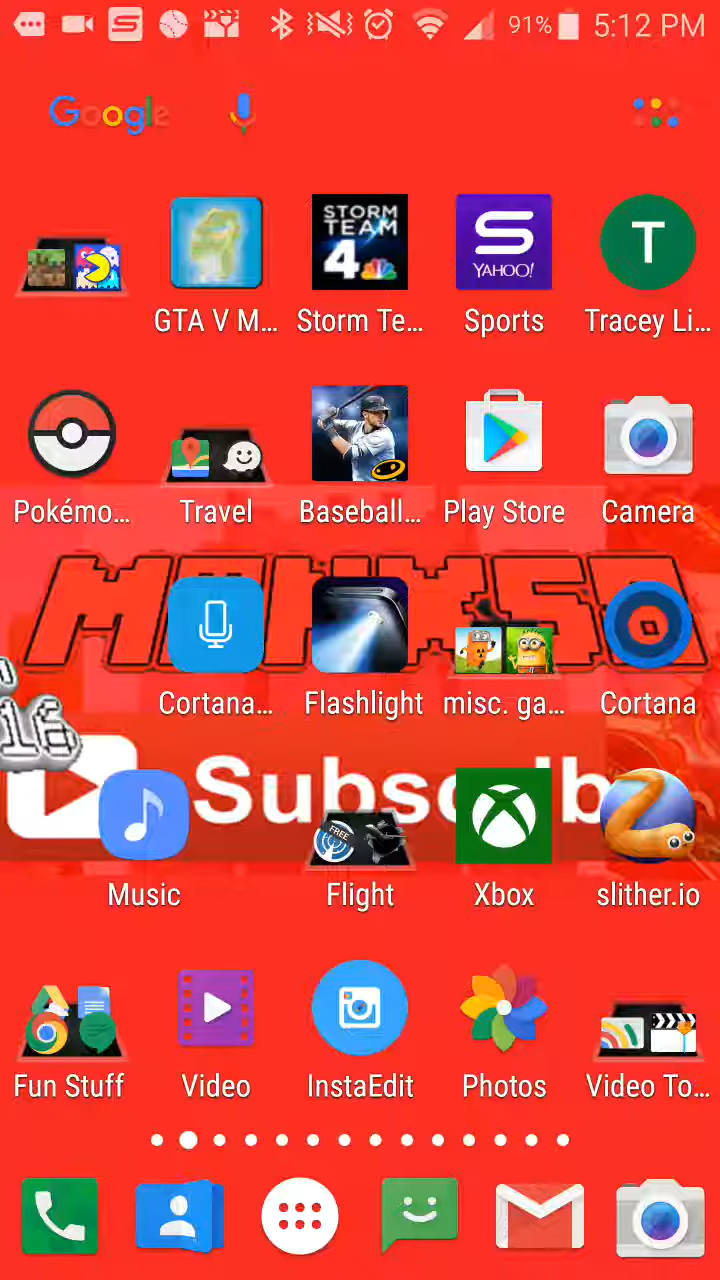 91% 5:12 PM
Google
STORM
TEAM
4
S
YAHOO!
T
GTA V M... Storm Te... Sports Tracey Li...
Pokémo... Travel Baseball... Play Store Camera
Cortana... Flashlight misc. ga... Cortana
16
Subsc b
FREE
Music Flight Xbox slither.io
Fun Stuff Video InstaEdit Photos Video To...